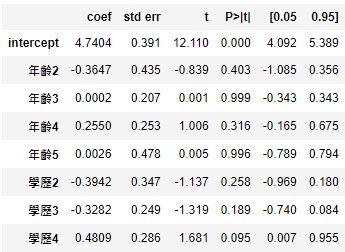 coef std err t P>|t| [0.05 0.95]
intercept 4.7404 0.391 12.110 0.000 4.092 5.389
年齡2 -0.3647 0.435 -0.839 0.403 -1.085 0.356
年齡3 0.0002 0.207 0.001 0.999 -0.343 0.343
年齡4 0.2550 0.253 1.006 0.316 -0.165 0.675
年齡5 0.0026 0.478 0.005 0.996 -0.789 0.794
學歷2 -0.3942 0.347 -1.137 0.258 -0.969 0.180
學歷3 -0.3282 0.249 -1.319 0.189 -0.740 0.084
學歷4 0.4809 0.286 1.681 0.095 0.007 0.955